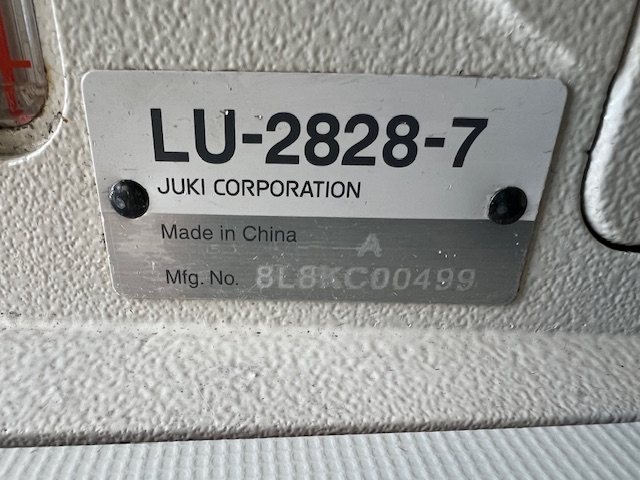 LU-2828-7
JUKI CORPORATION
Made in China A
Mfg. No. 8L8KC00499